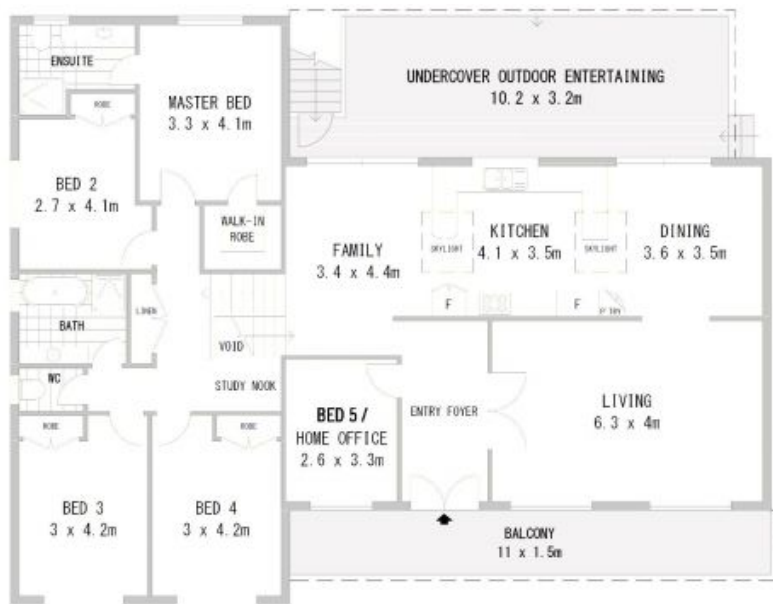 ENSUITE
ROBE
MASTER BED
3.3 x 4.1m
UNDERCOVER OUTDOOR ENTERTAINING
10.2 x 3.2m
BED 2
2.7 x 4.1m
WALK-IN
ROBE
FAMILY
3.4 x 4.4m
SKYLIGHT
KITCHEN
4.1 x 3.5m
SKYLIGHT
DINING
3.6 x 3.5m
F
F
P'TRY
BATH
LINEN
VOID
STUDY NOOK
WC
ROBE
ROBE
BED 5 /
HOME OFFICE
2.6 x 3.3m
ENTRY FOYER
LIVING
6.3 x 4m
BED 3
3 x 4.2m
BED 4
3 x 4.2m
BALCONY
11 x 1.5m